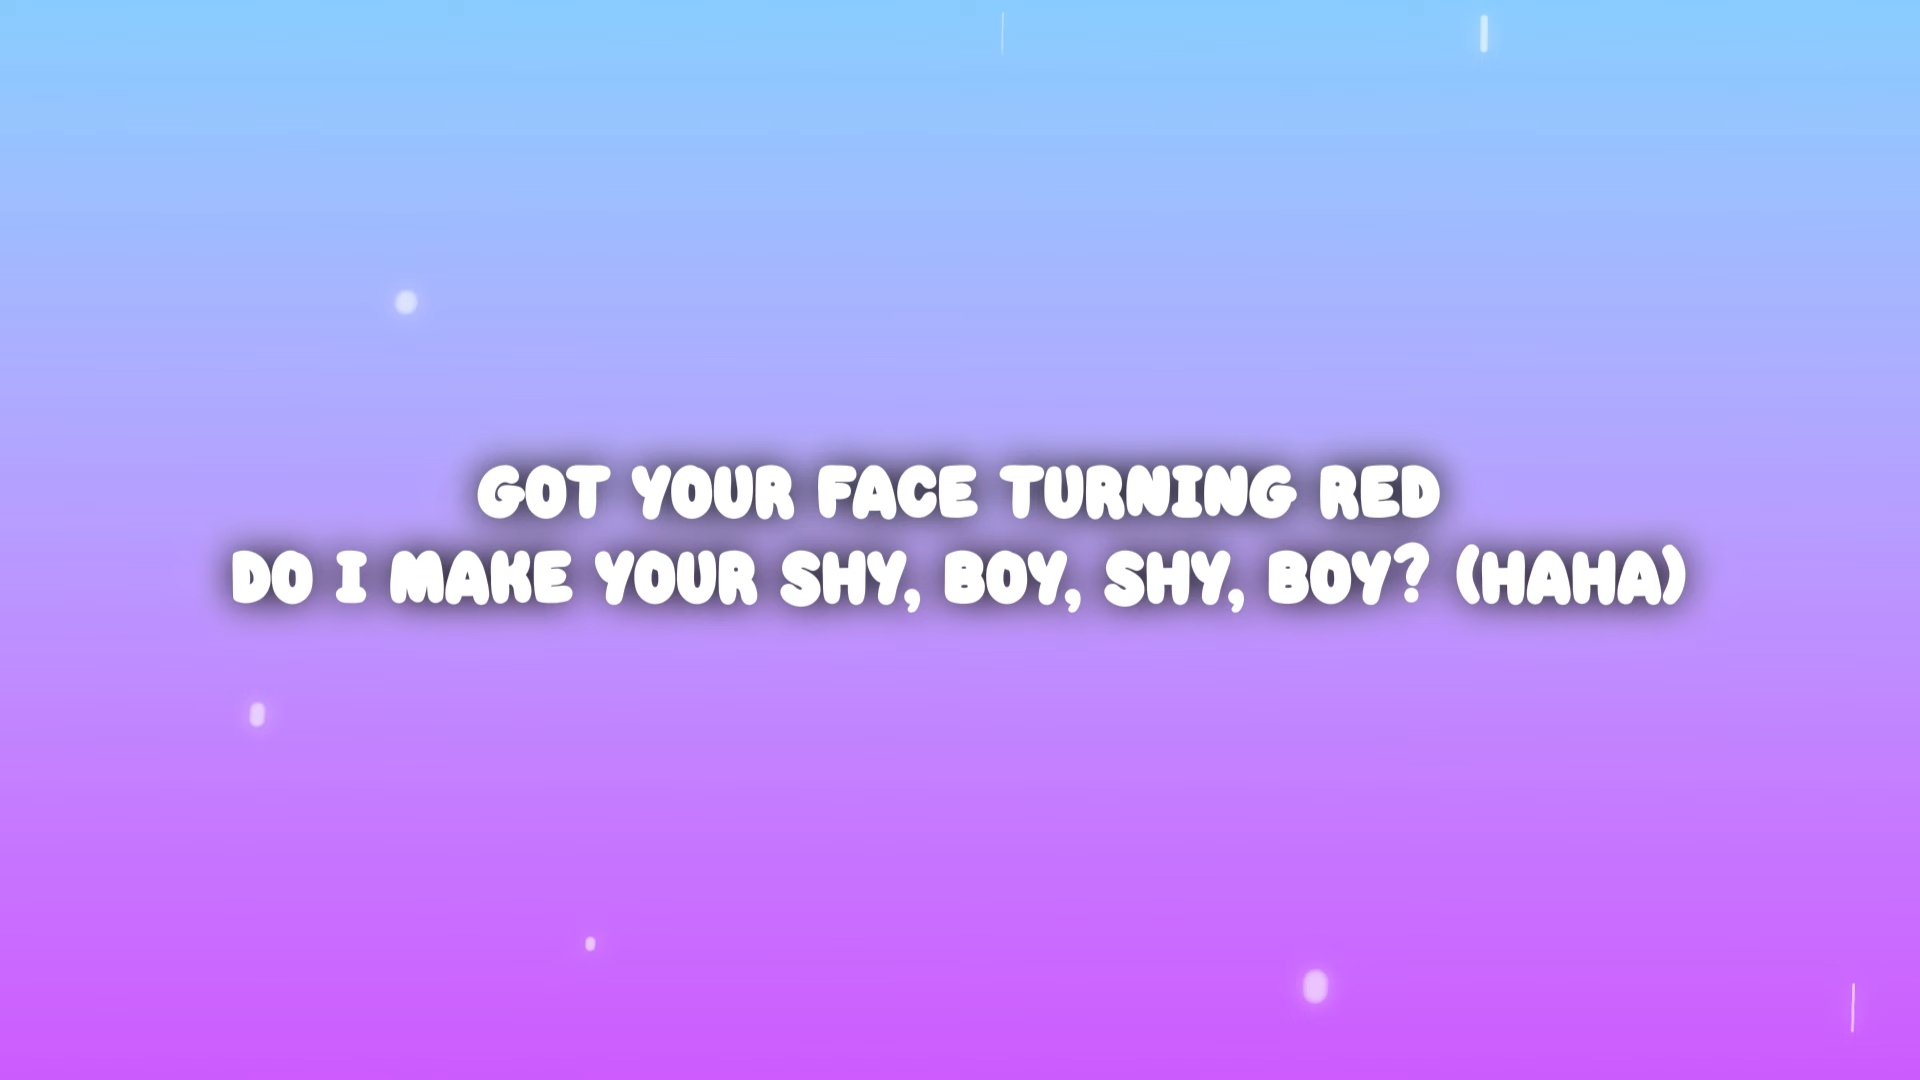 GOT YOUR FACE TURNING RED
DO I MAKE YOUR SHY, BOY, SHY, BOY? (HAHA)